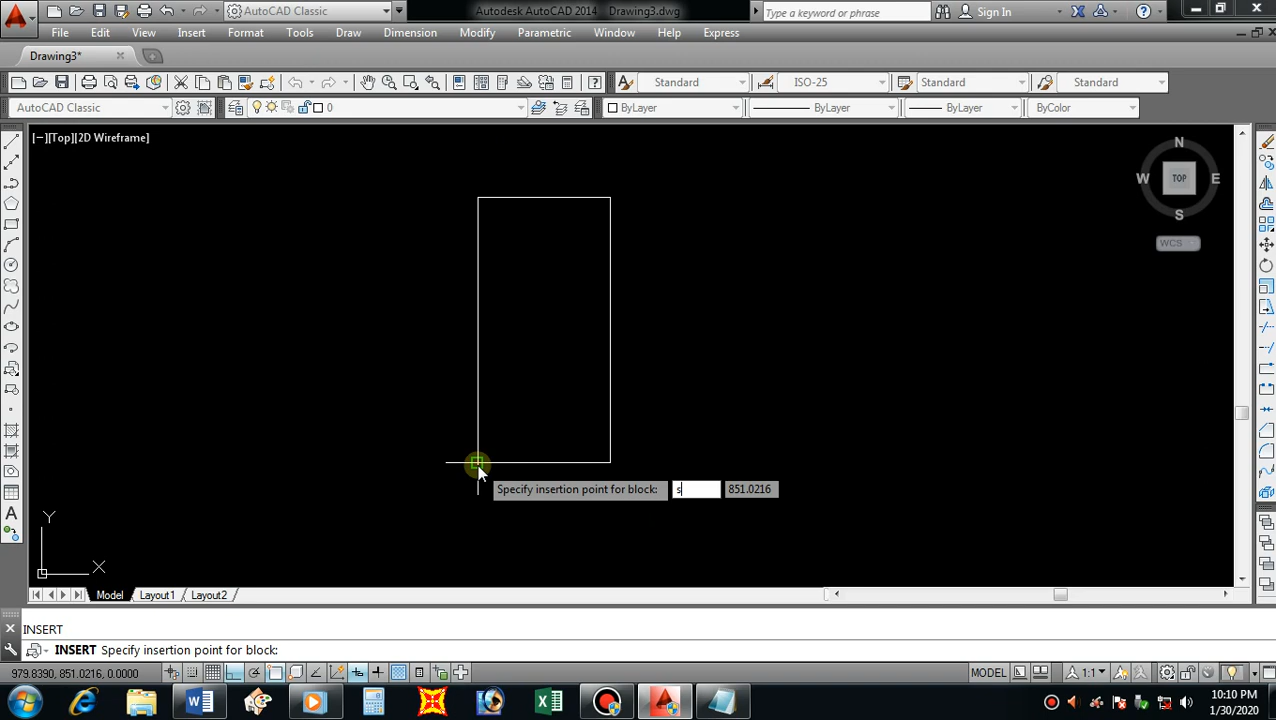 AutoCAD Classic
Autodesk AutoCAD 2014
Drawing3.dwg
Type a keyword or phrase
Sign In
File Edit View Insert Format Tools Draw Dimension Modify Parametric Window Help Express
Drawing3*
Standard
ISO-25
Standard
Standard
AutoCAD Classic
0
ByLayer
ByLayer
ByLayer
ByColor
[−][Top][2D Wireframe]
N
W
TOP
E
S
WCS
Specify insertion point for block: s 851.0216
Y
X
Model Layout1 Layout2
INSERT
INSERT Specify insertion point for block:
979.8390, 851.0216, 0.0000
MODEL
1:1
10:10 PM
1/30/2020